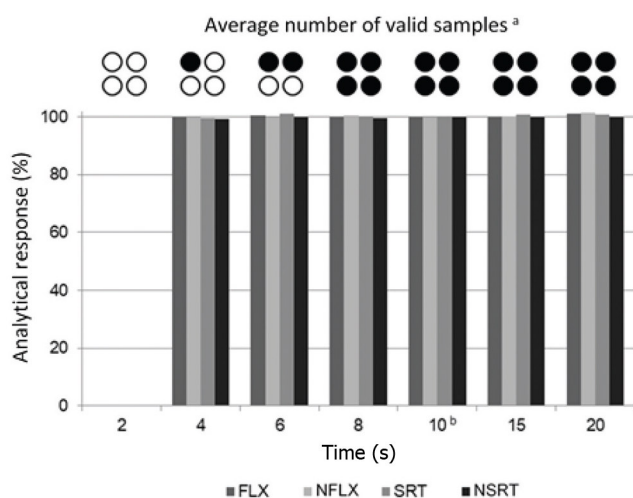 Average number of valid samples ᵃ
Analytical response (%)
100
80
60
40
20
0
2 4 6 8 10 ᵇ 15 20
Time (s)
FLX NFLX SRT NSRT